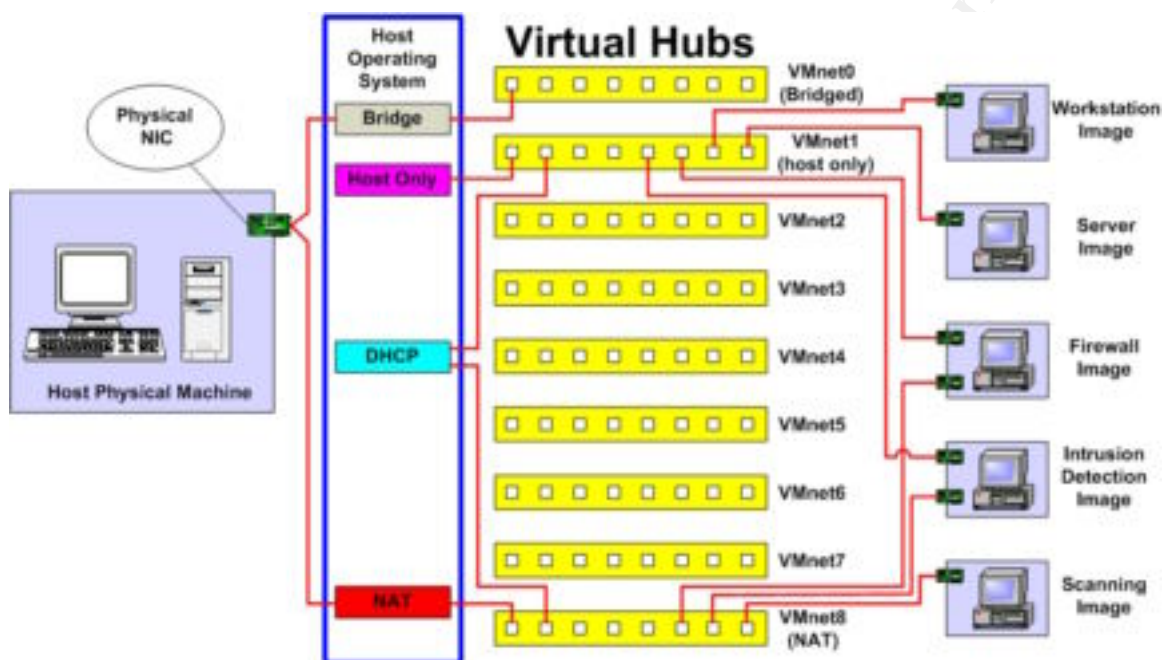 Host
Operating
System
Virtual Hubs
Physical
NIC
Bridge
Host Only
DHCP
NAT
Host Physical Machine
VMnet0
(Bridged)
VMnet1
(host only)
VMnet2
VMnet3
VMnet4
VMnet5
VMnet6
VMnet7
VMnet8
(NAT)
Workstation
Image
Server
Image
Firewall
Image
Intrusion
Detection
Image
Scanning
Image